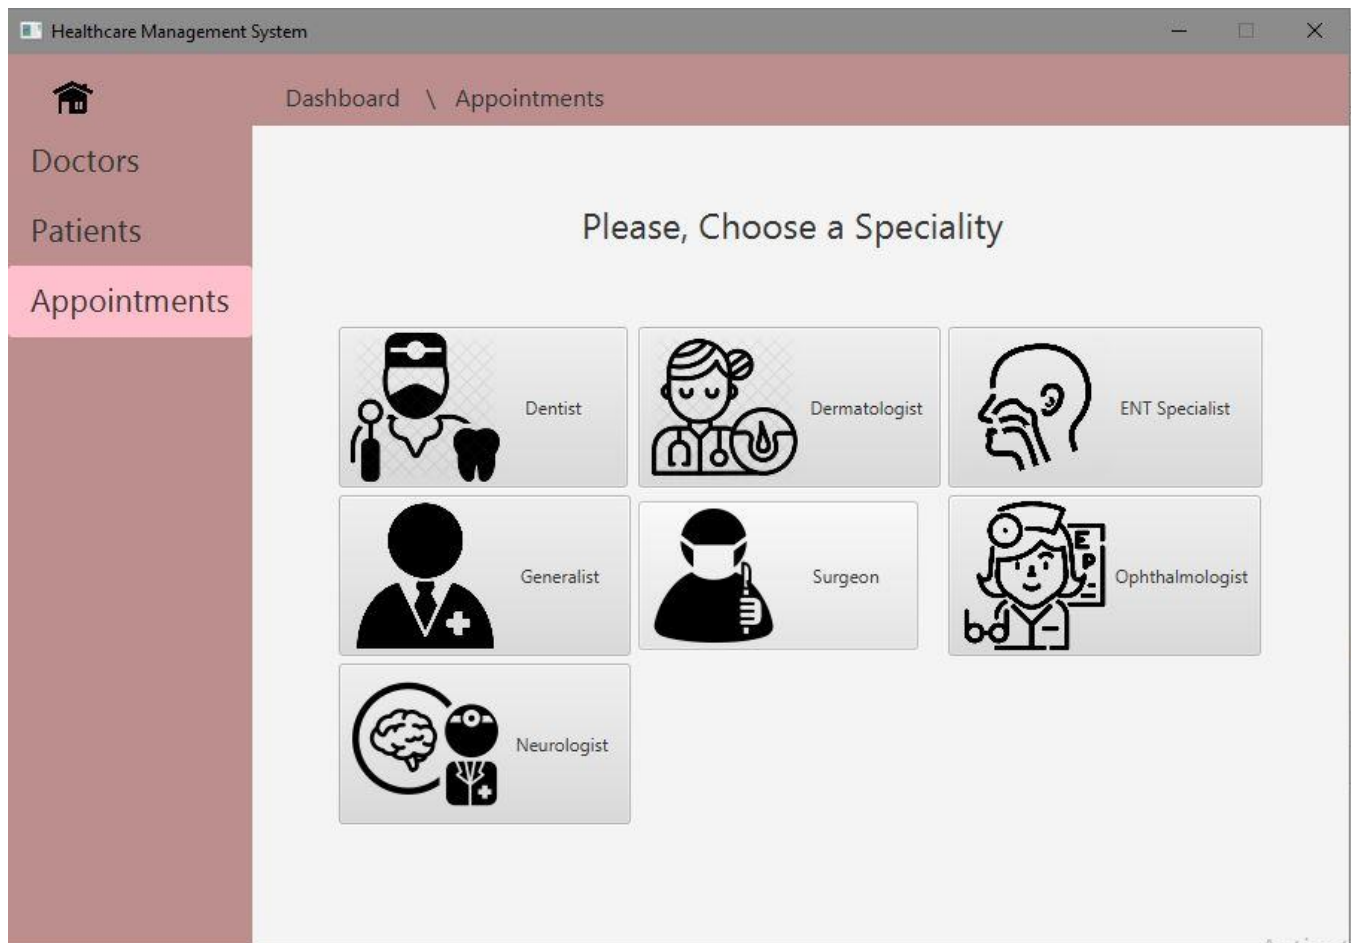 Healthcare Management System
Dashboard \ Appointments
Doctors
Patients
Appointments
Please, Choose a Speciality
Dentist
Dermatologist
ENT Specialist
Generalist
Surgeon
E
P
Ophthalmologist
Neurologist